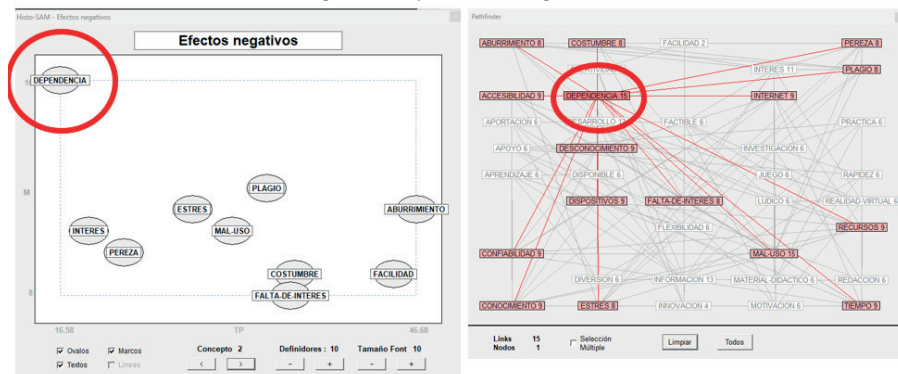 Histo-SAM - Efectos negativos
Efectos negativos
DEPENDENCIA
M
PLAGIO
ESTRES
ABURRIMIENTO
INTERES
MAL-USO
PEREZA
COSTUMBRE
FACILIDAD
FALTA-DE-INTERES
8
16.58
TP
46.68
Ovalos
Marcos
Concepto 2
Definidores : 10
Tamaño Font 10
Textos
Lineas
<
>
-
+
-
+
Pathfinder
ABURRIMIENTO 8
COSTUMBRE 8
FACILIDAD 2
PEREZA 8
INTERES 11
PLAGIO 8
ACCESIBILIDAD 9
DEPENDENCIA 15
INTERNET 9
APORTACION 6
DESARROLLO 13
FACTIBLE 6
PRACTICA 6
APOYO 6
DESCONOCIMIENTO 9
INVESTIGACION 6
APRENDIZAJE 6
DISPONIBLE 6
JUEGO 6
RAPIDEZ 6
DISPOSITIVOS 9
FALTA-DE-INTERES 8
LUDICO 6
REALIDAD-VIRTUAL 6
FLEXIBILIDAD 6
RECURSOS 9
CONFIABILIDAD 9
MAL-USO 15
DIVERSION 6
INFORMACION 13
MATERIAL-DIDACTICO 6
REDACCION 6
CONOCIMIENTO 9
ESTRES 8
INNOVACION 4
MOTIVACION 6
TIEMPO 9
Links 15
Nodos 1
Selección
Múltiple
Limpiar
Todos